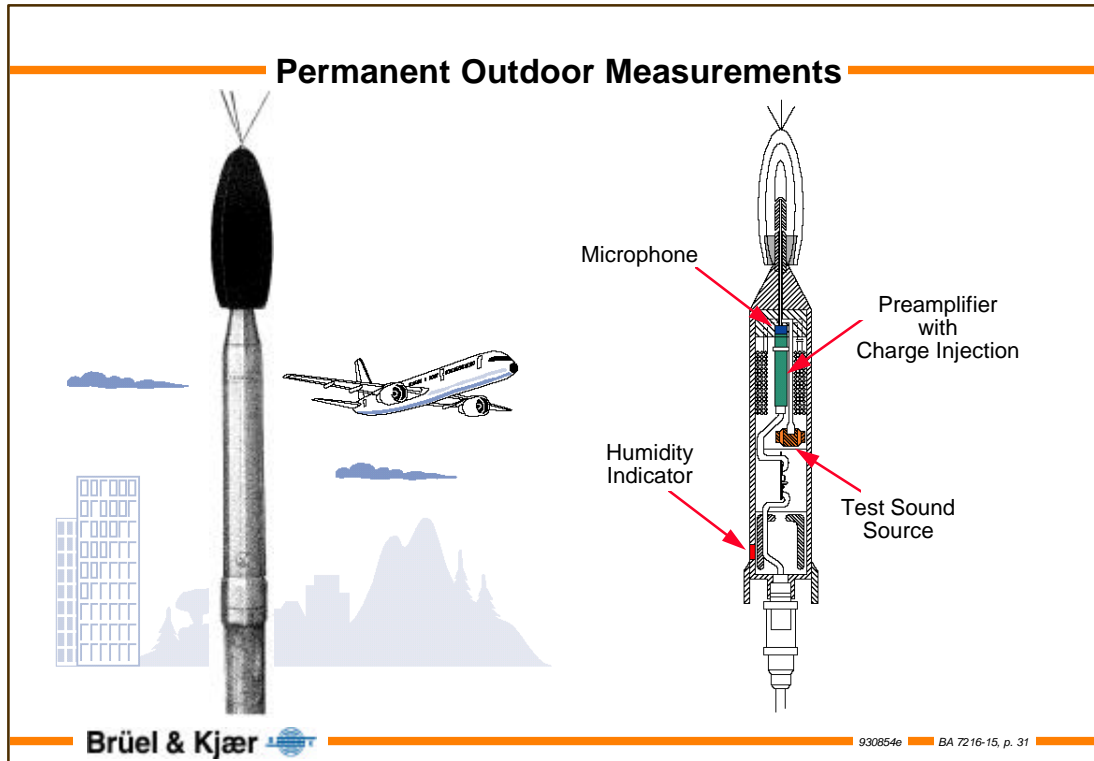 Permanent Outdoor Measurements
Microphone
Preamplifier
with
Charge Injection
Humidity
Indicator
Test Sound
Source
Brüel & Kjær
930854e
BA 7216-15, p. 31